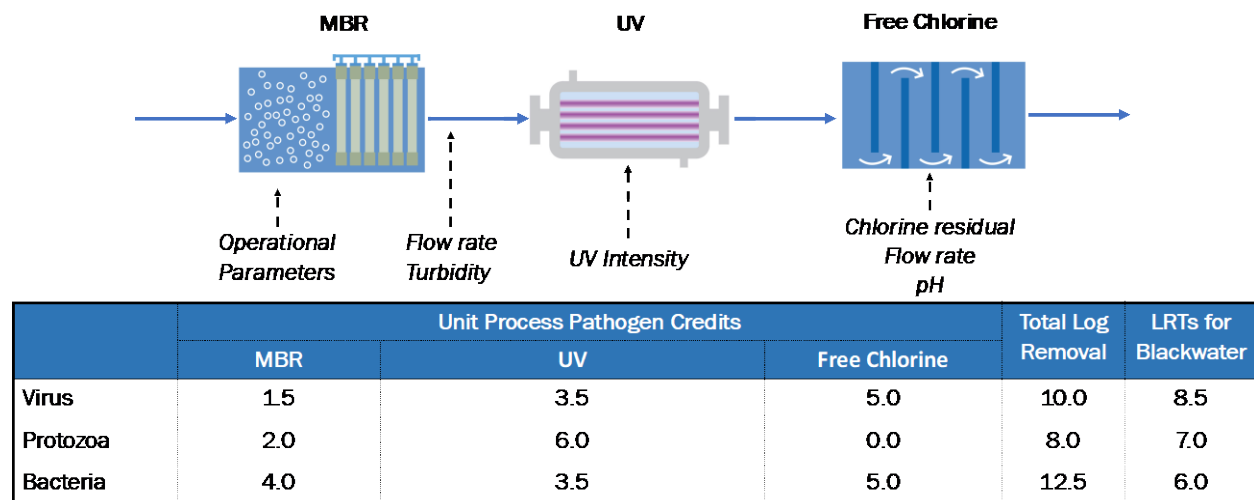 MBR
UV
Free Chlorine
Operational
Parameters
Flow rate
Turbidity
UV Intensity
Chlorine residual
Flow rate
pH
Unit Process Pathogen Credits
Total Log
Removal
LRTs for
Blackwater
MBR UV Free Chlorine
Virus 1.5 3.5 5.0 10.0 8.5
Protozoa 2.0 6.0 0.0 8.0 7.0
Bacteria 4.0 3.5 5.0 12.5 6.0